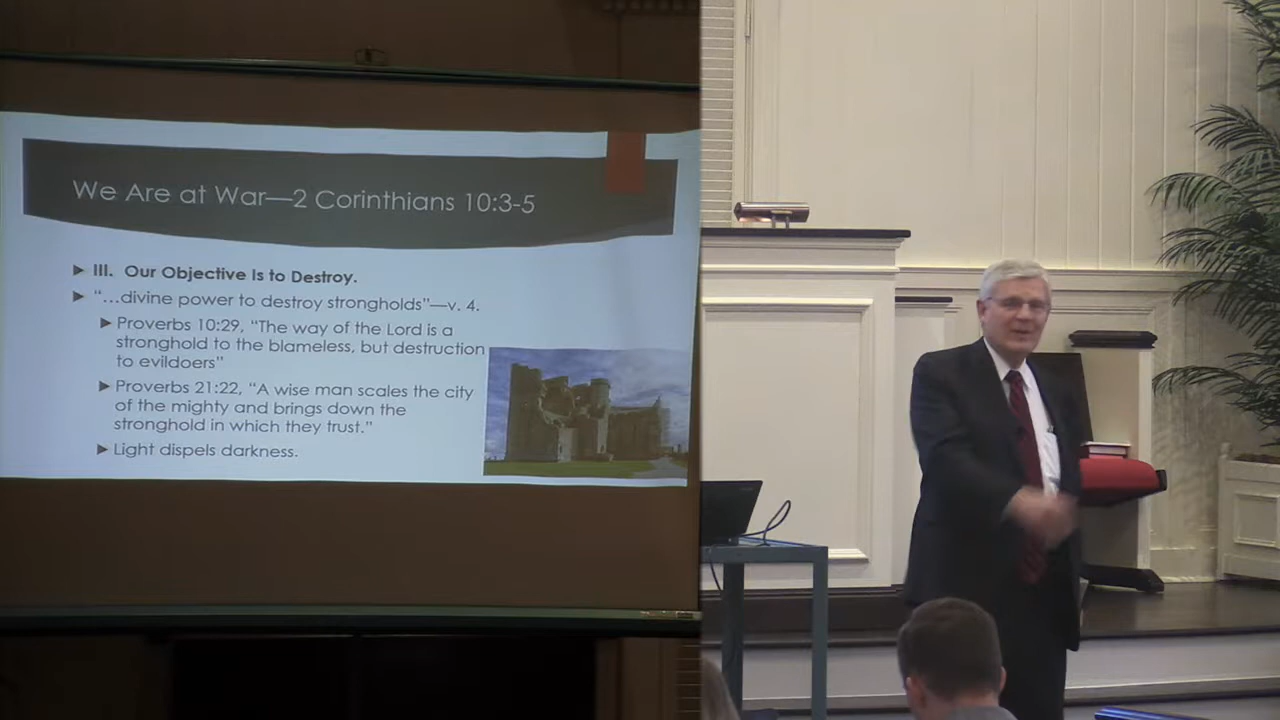 We Are at War—2 Corinthians 10:3-5
III. Our Objective Is to Destroy.
“…divine power to destroy strongholds”—v. 4.
Proverbs 10:29, “The way of the Lord is a
stronghold to the blameless, but destruction
to evildoers”
Proverbs 21:22, “A wise man scales the city
of the mighty and brings down the
stronghold in which they trust.”
Light dispels darkness.